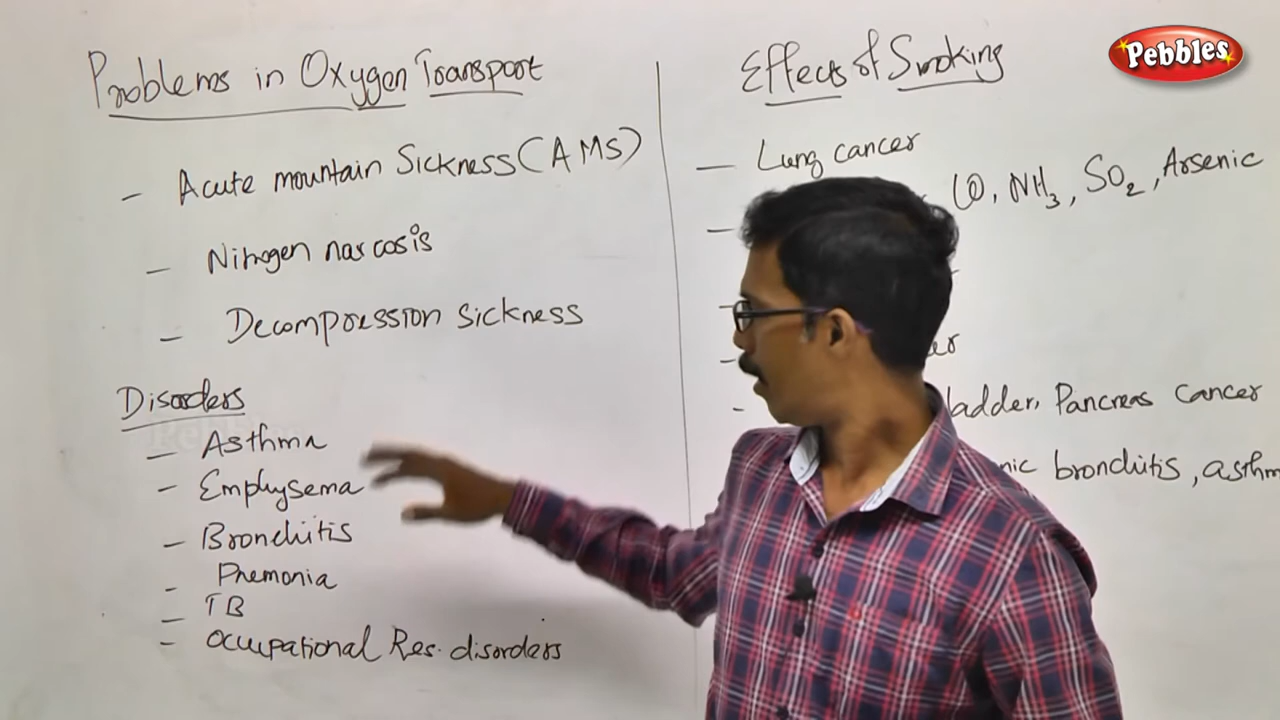 Problems in Oxygen Transport
- Acute mountain Sickness (AMS)
- Nitrogen narcosis
- Decompression Sickness
Disorders
- Asthma
- Emphysema
- Bronchitis
- Pnemonia
- TB
- Occupational Res. disorders
Effects of Smoking
- Lung cancer
- CO, NH3, SO2, Arsenic
-
-
- ladder, Pancreas cancer
nic bronchitis, asthm
Pebbles
Pebbles